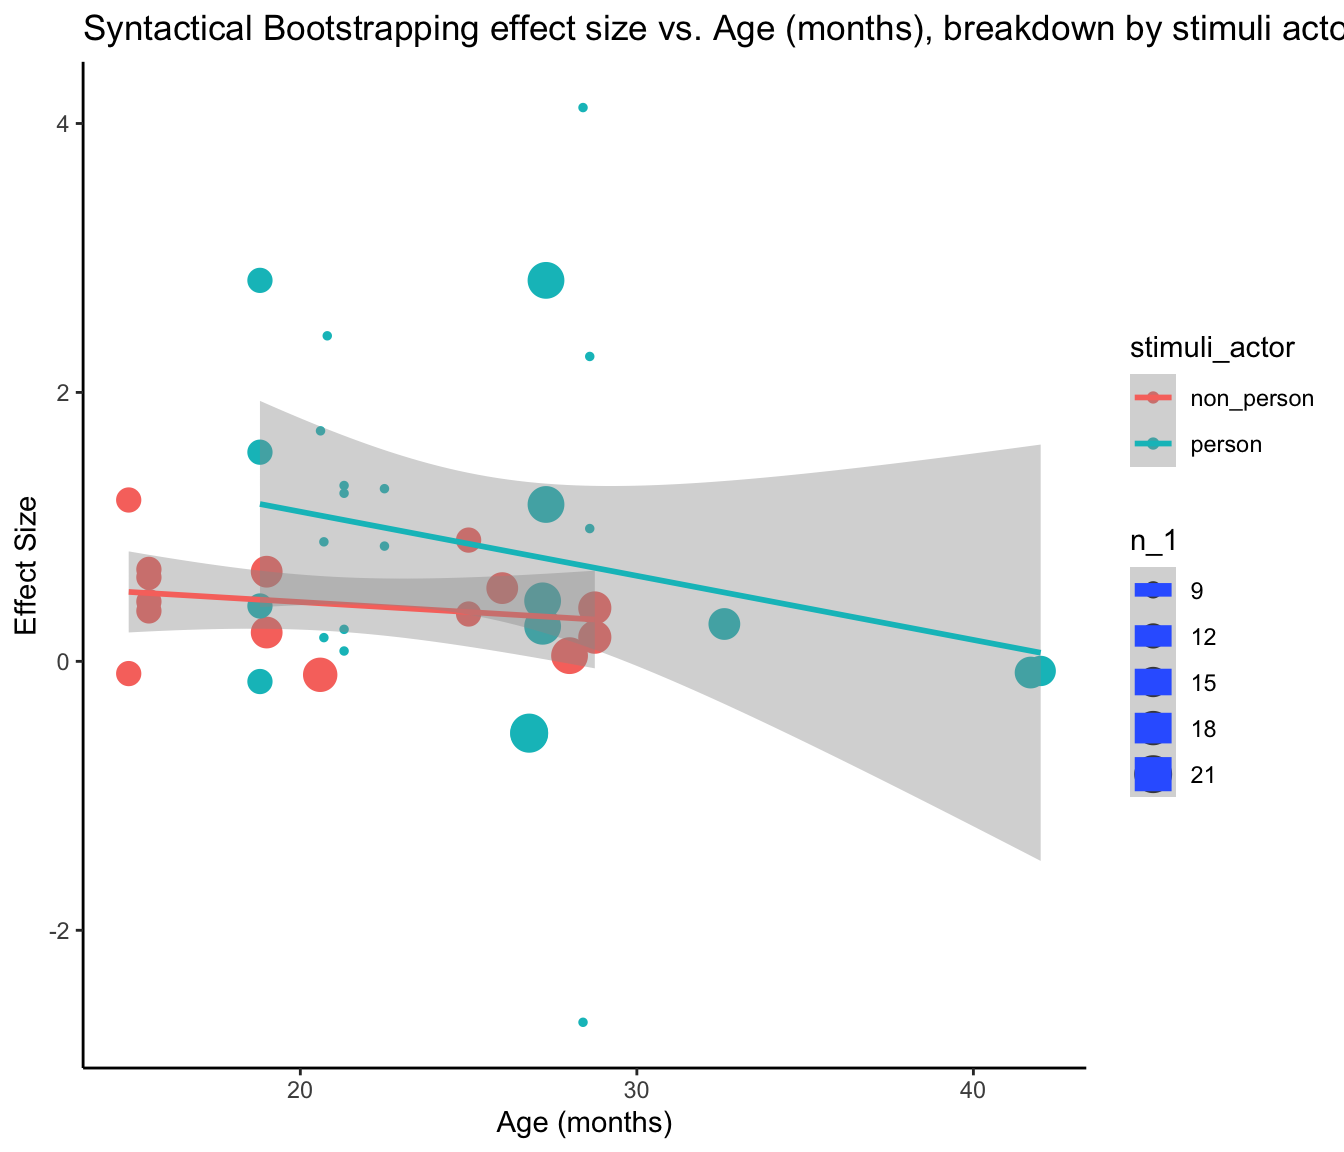 Syntactical Bootstrapping effect size vs. Age (months), breakdown by stimuli acto
4
2
0
-2
Effect Size
20
30
40
Age (months)
stimuli_actor
non_person
person
n_1
9
12
15
18
21